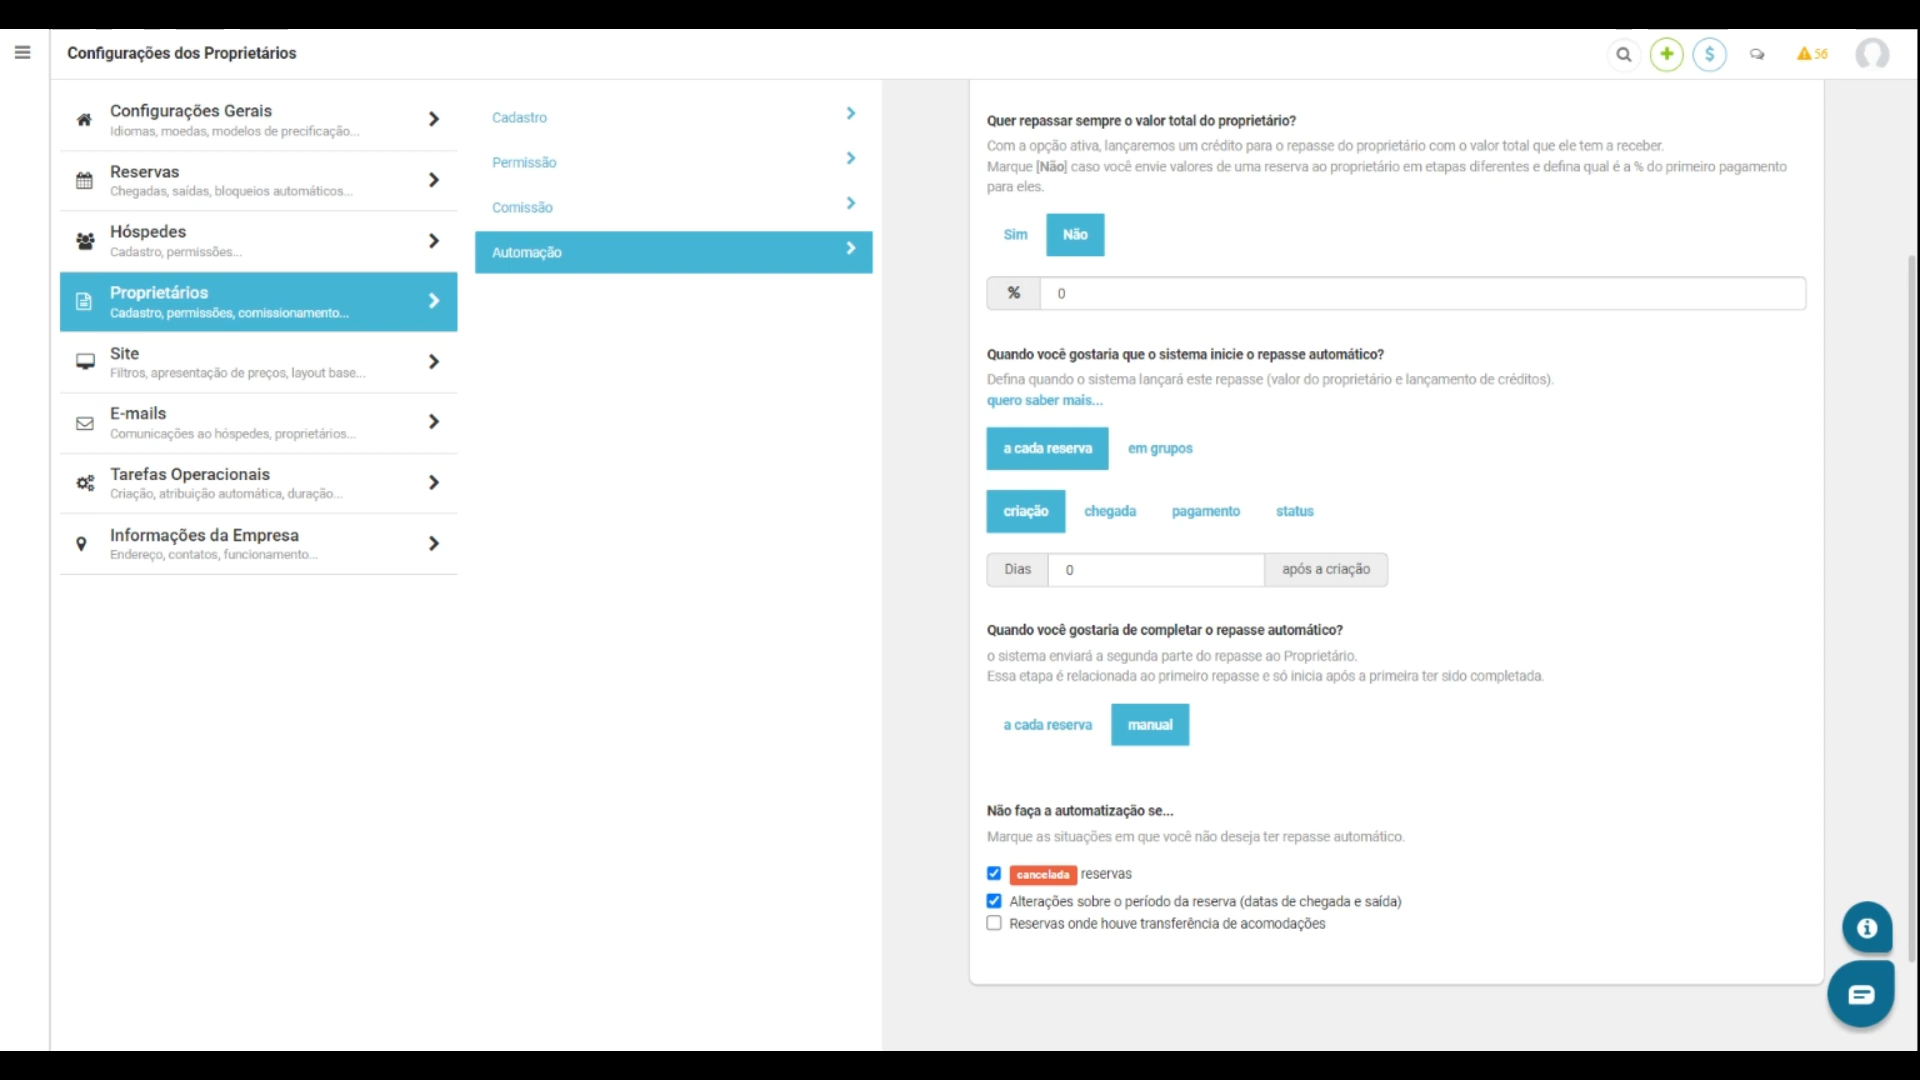 Configurações dos Proprietários
$
56
Configurações Gerais
Idiomas, moedas, modelos de precificação...
Reservas
Chegadas, saídas, bloqueios automáticos...
Hóspedes
Cadastro, permissões...
Proprietários
Cadastro, permissões, comissionamento...
Site
Filtros, apresentação de preços, layout base...
E-mails
Comunicações ao hóspedes, proprietários...
Tarefas Operacionais
Criação, atribuição automática, duração...
Informações da Empresa
Endereço, contatos, funcionamento...
Cadastro
Permissão
Comissão
Automação
Quer repassar sempre o valor total do proprietário?
Com a opção ativa, lançaremos um crédito para o repasse do proprietário com o valor total que ele tem a receber.
Marque [Não] caso você envie valores de uma reserva ao proprietário em etapas diferentes e defina qual é a % do primeiro pagamento
para eles.
Sim Não
% 0
Quando você gostaria que o sistema inicie o repasse automático?
Defina quando o sistema lançará este repasse (valor do proprietário e lançamento de créditos).
quero saber mais...
a cada reserva em grupos
criação chegada pagamento status
Dias 0 após a criação
Quando você gostaria de completar o repasse automático?
o sistema enviará a segunda parte do repasse ao Proprietário.
Essa etapa é relacionada ao primeiro repasse e só inicia após a primeira ter sido completada.
a cada reserva manual
Não faça a automatização se...
Marque as situações em que você não deseja ter repasse automático.
cancelada reservas
Alterações sobre o período da reserva (datas de chegada e saída)
Reservas onde houve transferência de acomodações